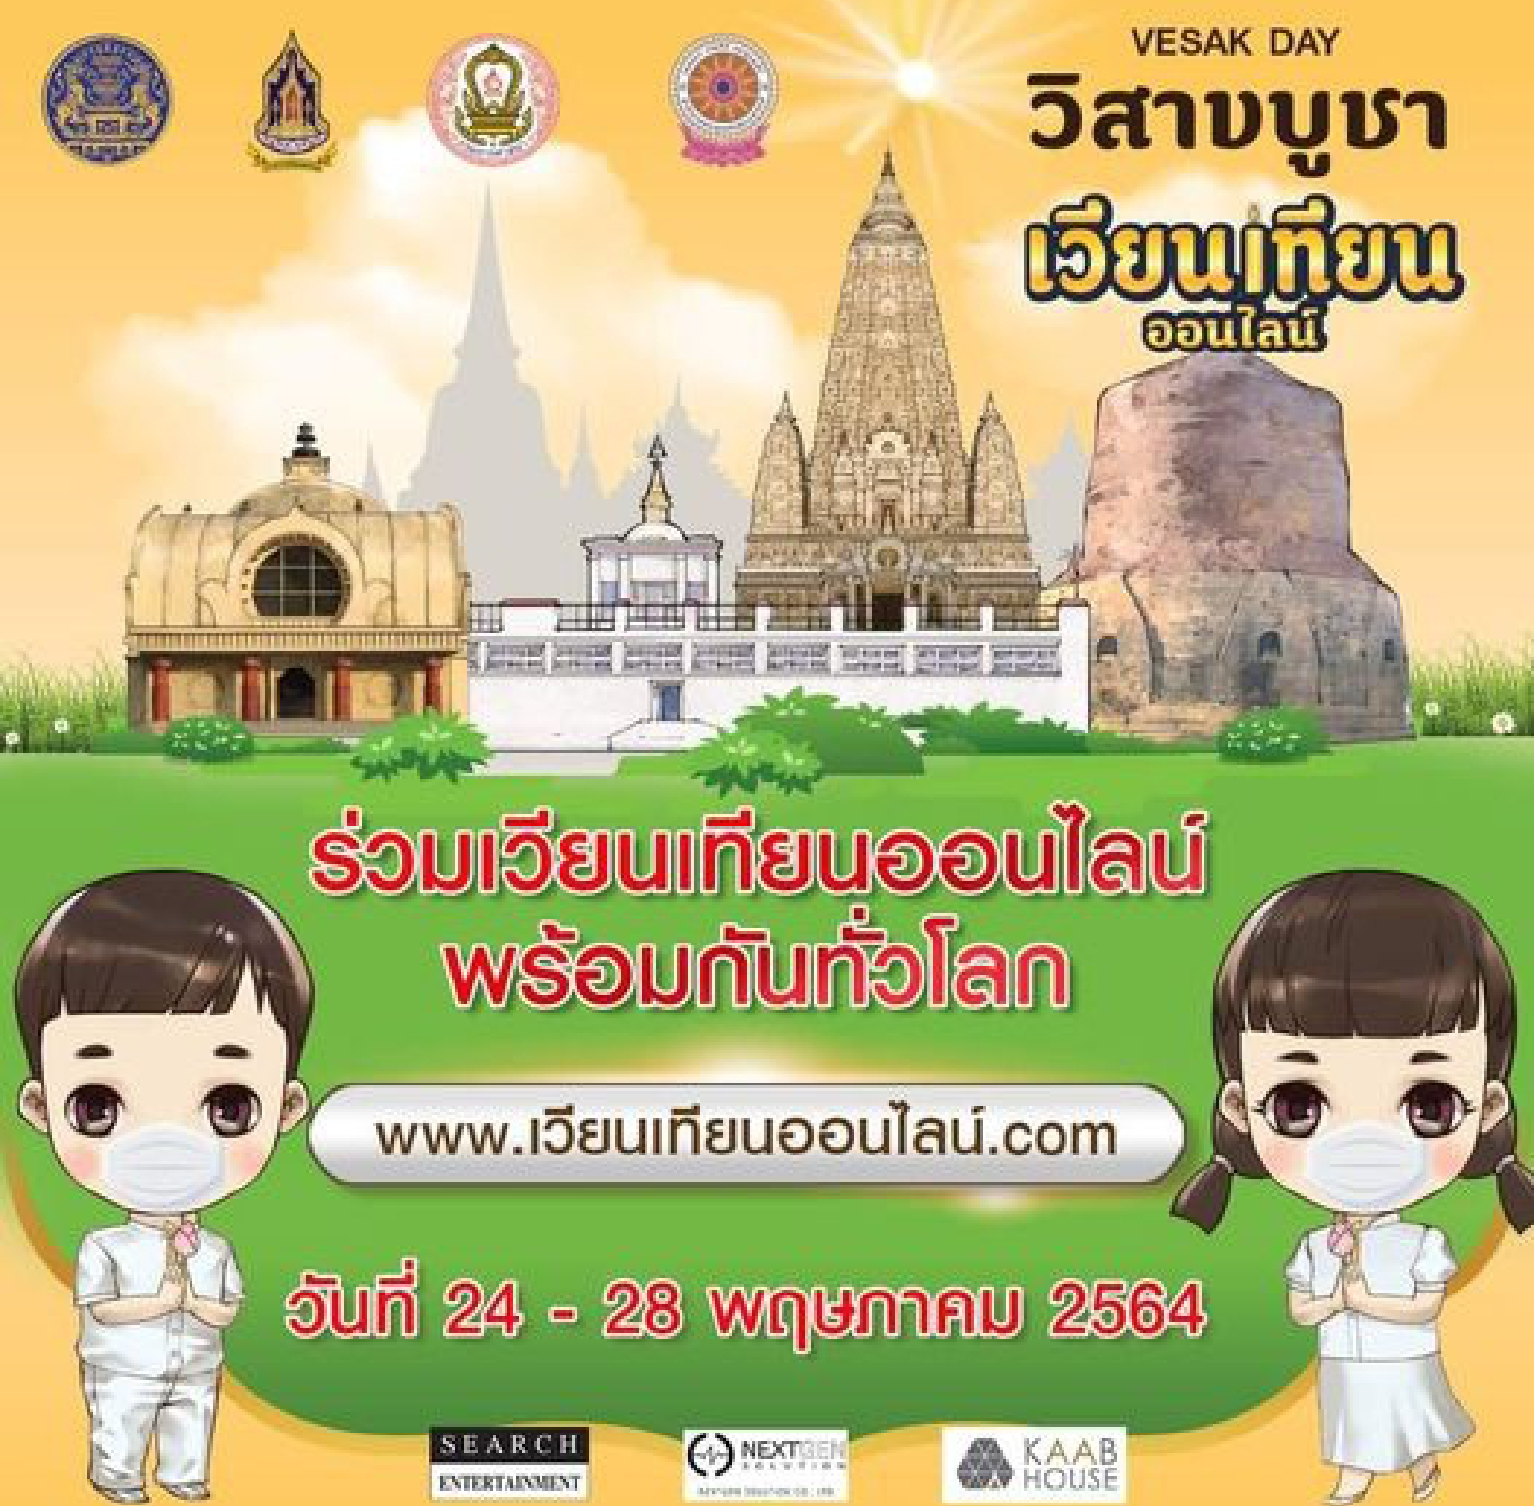 VESAK DAY
วิสาขบูชา
เวียนเทียน
ออนไลน์
ร่วมเวียนเทียนออนไลน์
พร้อมกันทั่วโลก
www.เวียนเทียนออนไลน์.com
วันที่ 24 - 28 พฤษภาคม 2564
SEARCH
ENTERTAINMENT
NEXTGEN
SOLUTION
KAAB
HOUSE